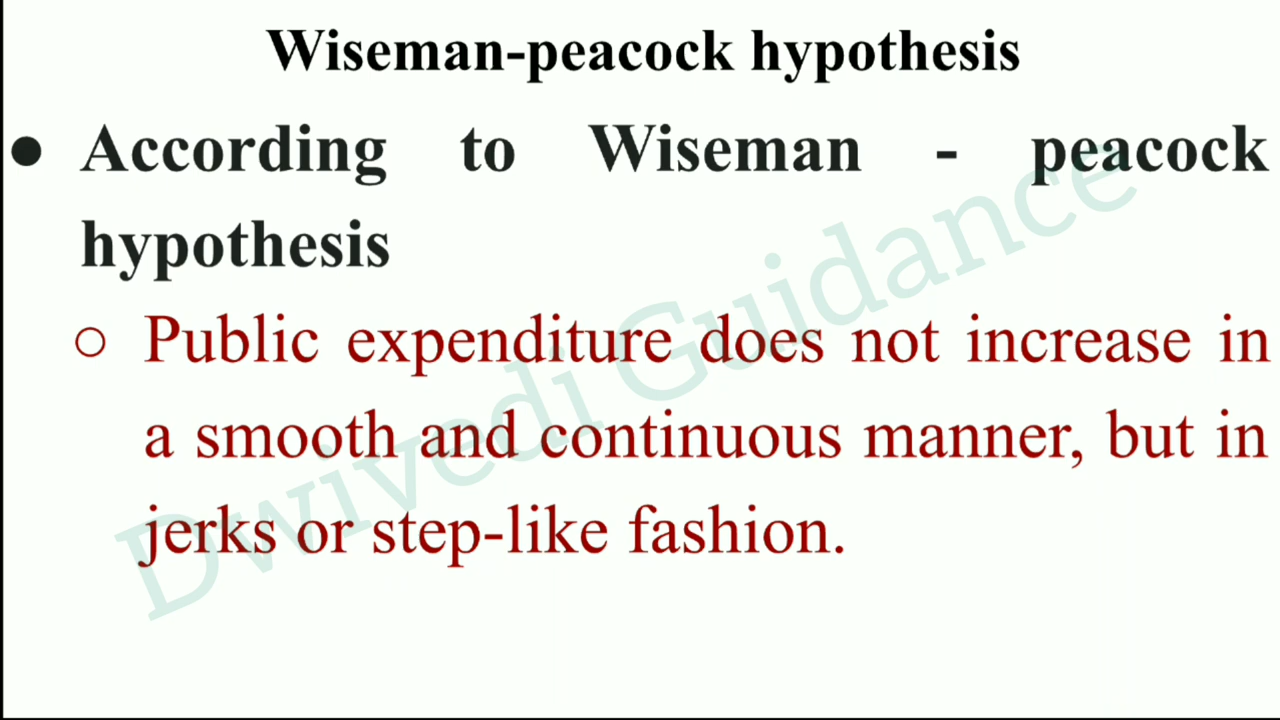 Wiseman-peacock hypothesis
● According to Wiseman - peacock
hypothesis
○ Public expenditure does not increase in
a smooth and continuous manner, but in
jerks or step-like fashion.
Dwivedi Guidance